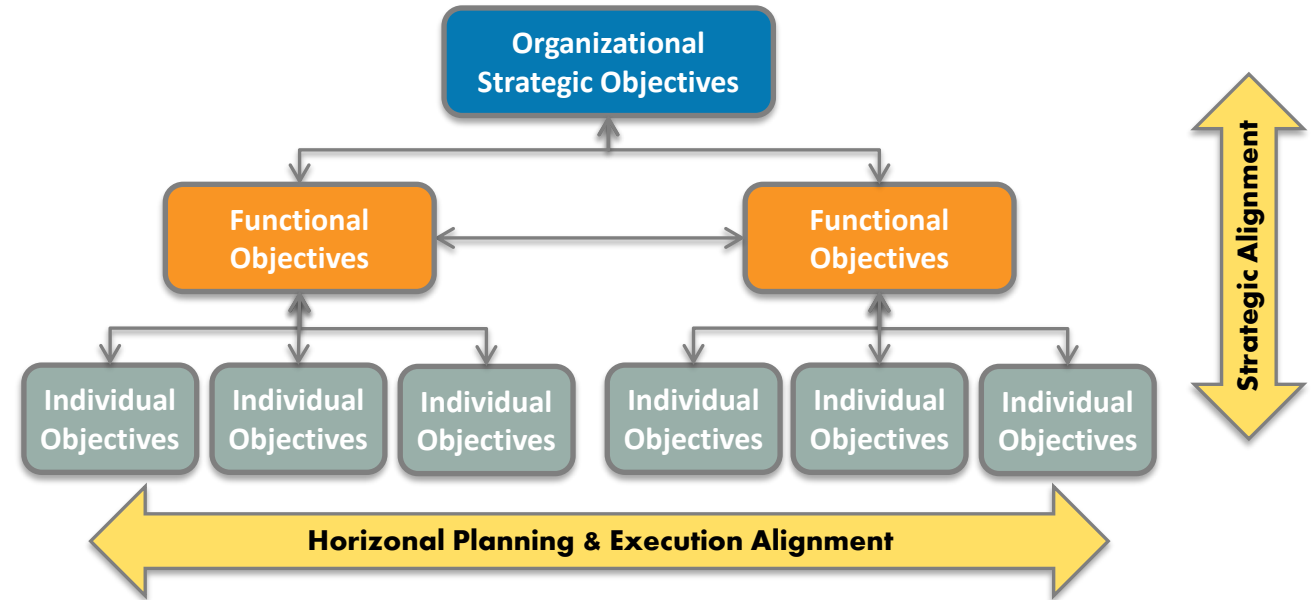 Organizational
Strategic Objectives
Functional
Objectives
Functional
Objectives
Strategic Alignment
Individual
Objectives
Individual
Objectives
Individual
Objectives
Individual
Objectives
Individual
Objectives
Individual
Objectives
Horizonal Planning & Execution Alignment